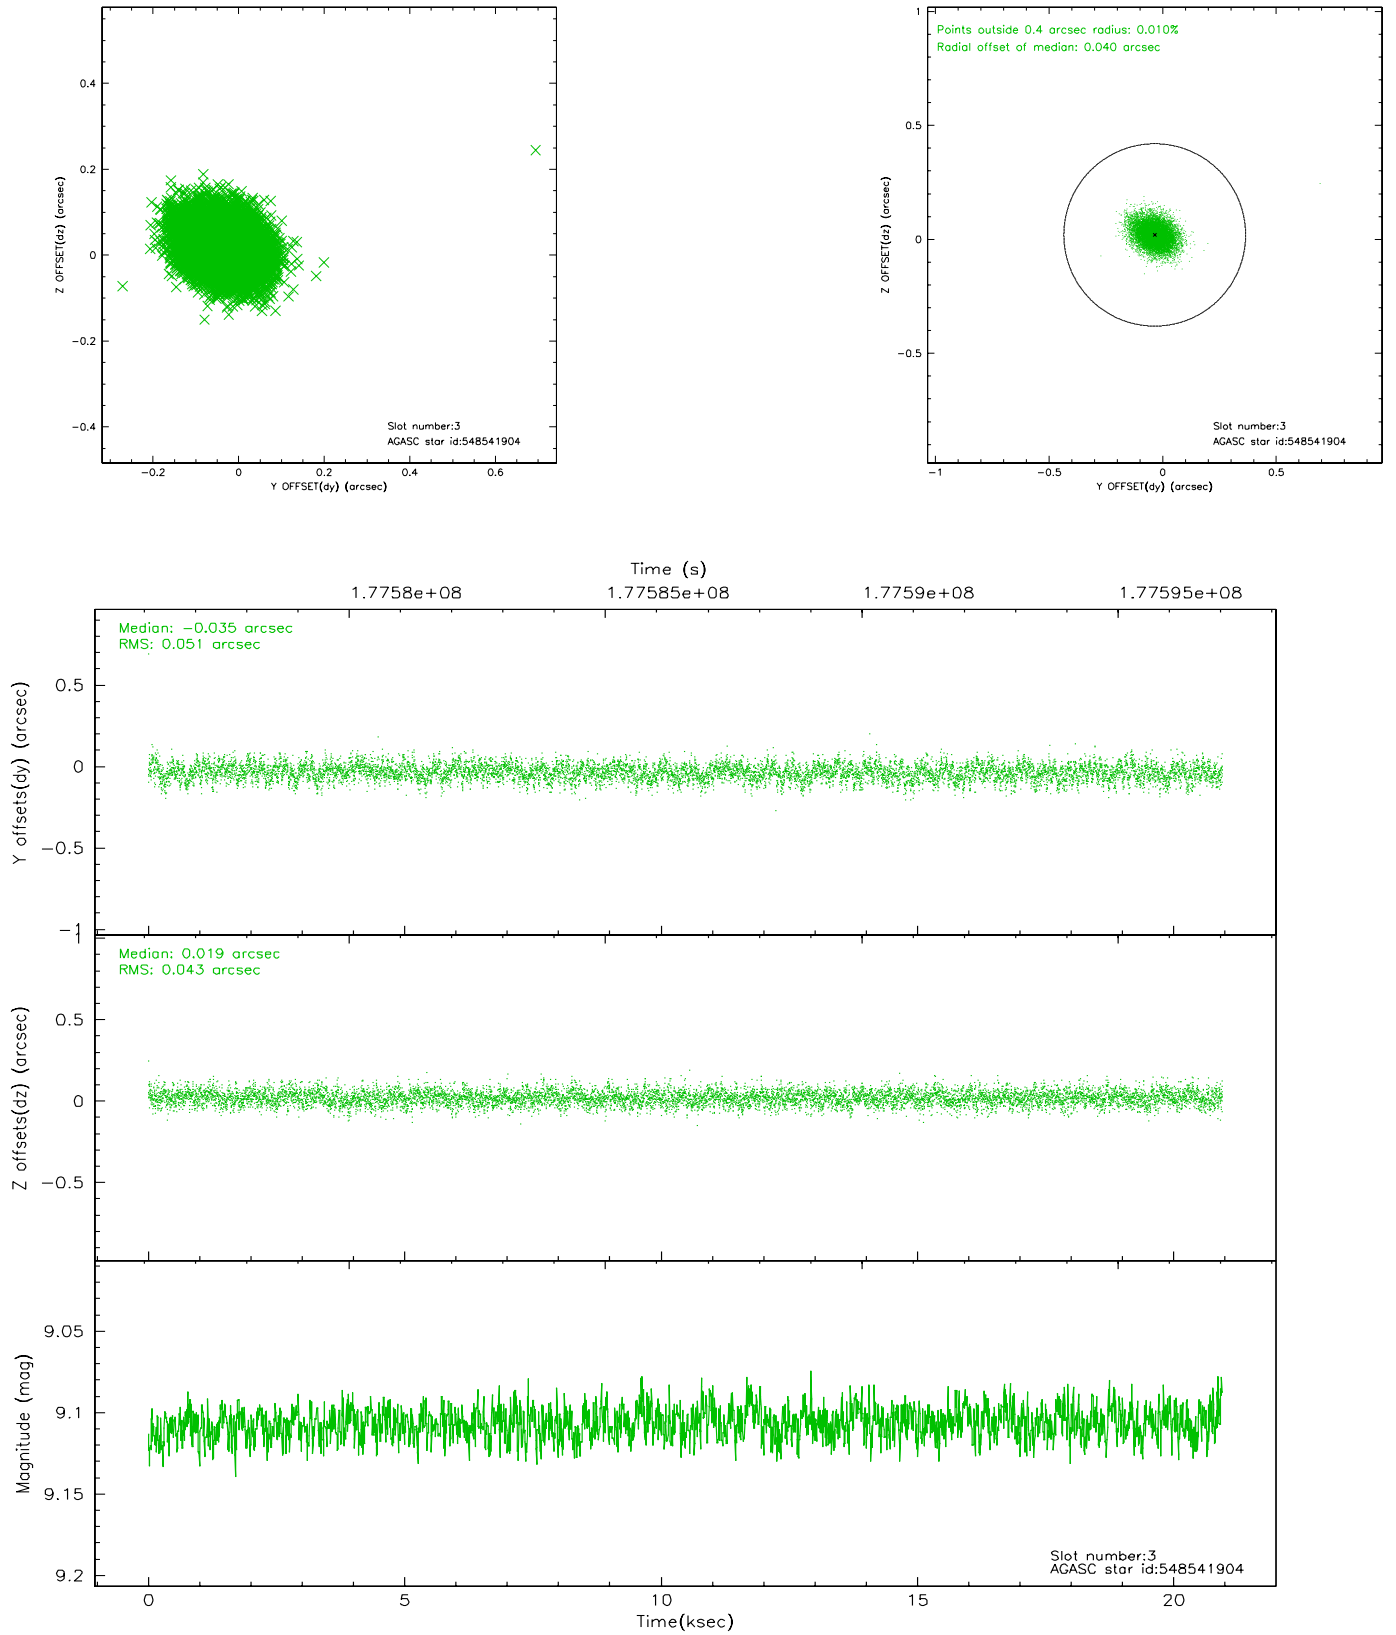 0.4
0.2
0
−0.2
−0.4
Z OFFSET(dz) (arcsec)
Slot number:3
AGASC star id:548541904
−0.2 0 0.2 0.4 0.6
Y OFFSET(dy) (arcsec)
Points outside 0.4 arcsec radius: 0.010%
Radial offset of median: 0.040 arcsec
1
0.5
0
−0.5
Z OFFSET(dz) (arcsec)
Slot number:3
AGASC star id:548541904
−1 −0.5 0 0.5
Y OFFSET(dy) (arcsec)
Time (s)
1.7758e+08 1.77585e+08 1.7759e+08 1.77595e+08
Median: −0.035 arcsec
RMS: 0.051 arcsec
0.5
0
−0.5
−1
Y offsets(dy) (arcsec)
Median: 0.019 arcsec
RMS: 0.043 arcsec
1
0.5
0
−0.5
Z offsets(dz) (arcsec)
9.05
9.1
9.15
9.2
Magnitude (mag)
Slot number:3
AGASC star id:548541904
0 5 10 15 20
Time(ksec)